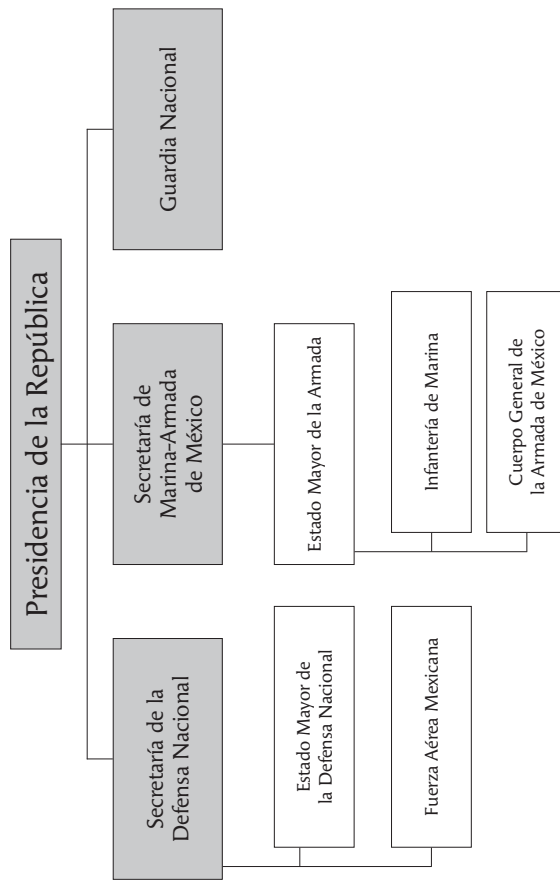 Presidencia de la República
Secretaría de la
Defensa Nacional
Secretaría de
Marina-Armada
de México
Guardia Nacional
Estado Mayor de
la Defensa Nacional
Fuerza Aérea Mexicana
Estado Mayor de la Armada
Infantería de Marina
Cuerpo General de
la Armada de México